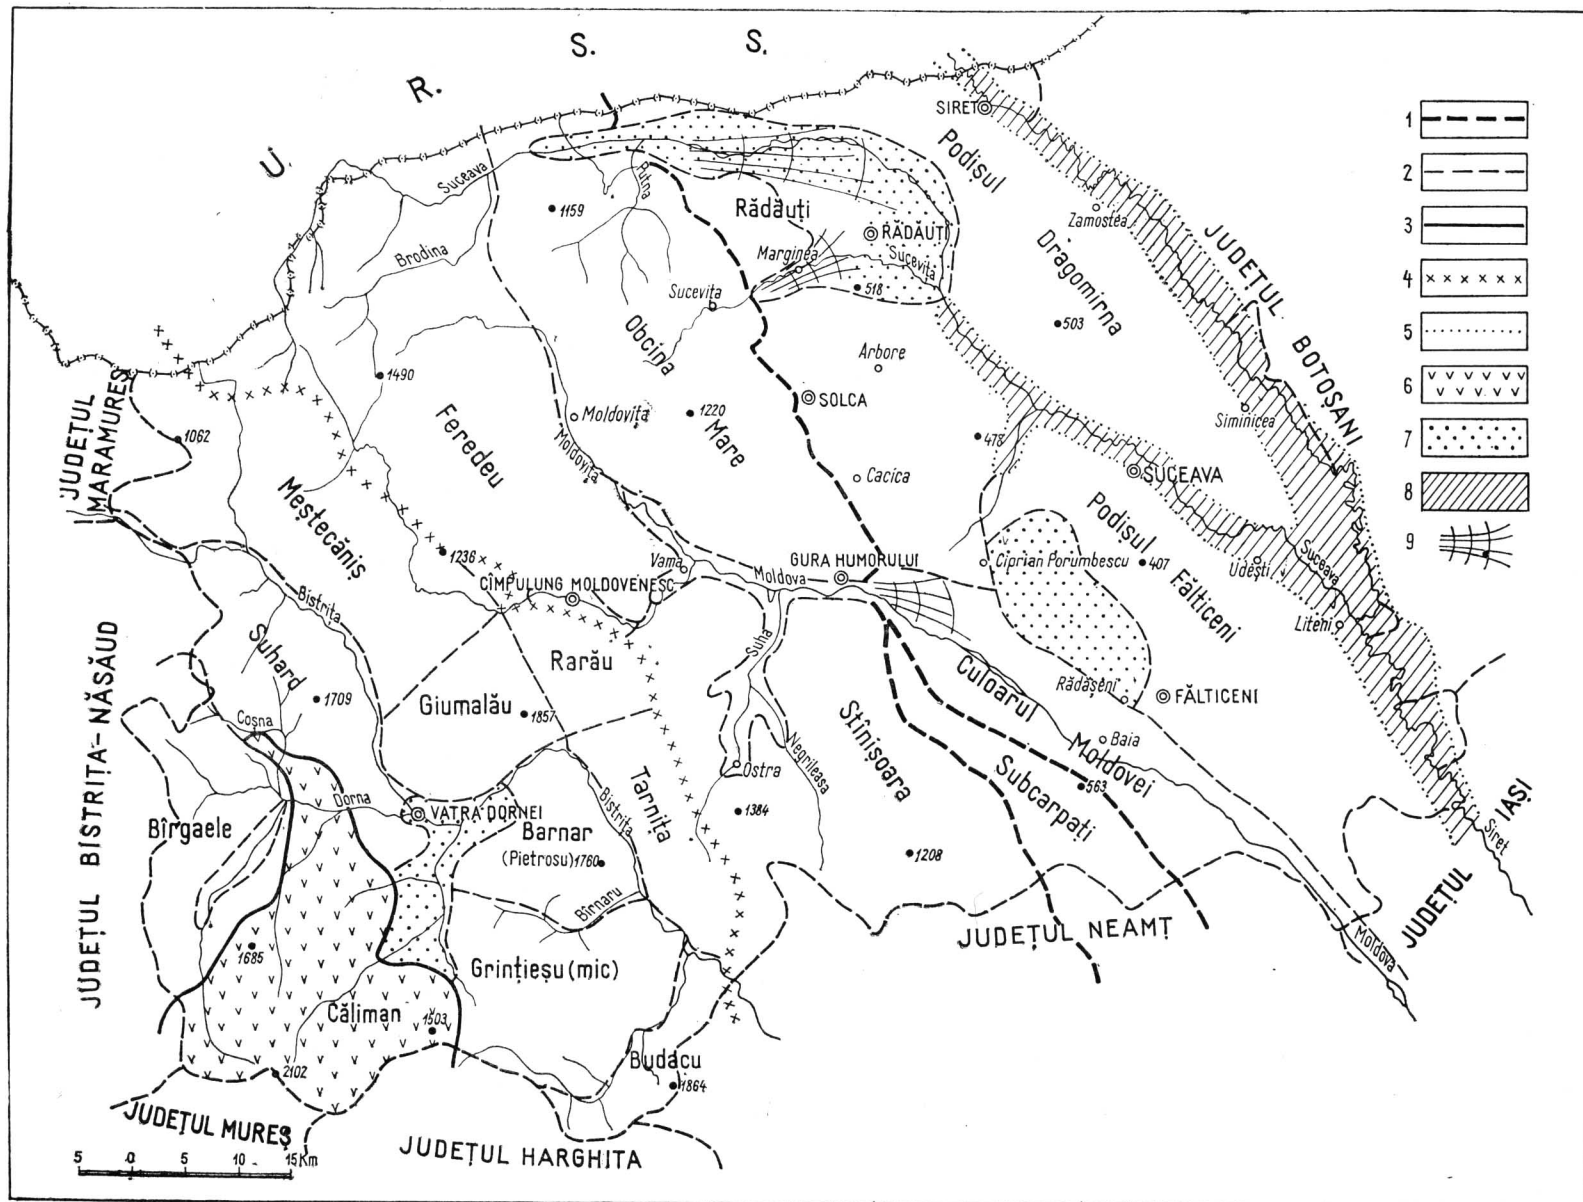 U. R. S. S.
SIRET
Podișul
Dragomirna
Zamostea
JUDEȚUL BOTOȘANI
Suceava
Putna
1159
Rădăuți
RĂDĂUȚI
Marginea
Sucevița
518
Brodina
Sucevița
Obcina
Mare
503
Arbore
1490
SOLCA
Moldovița
1220
Siminicea
JUDEȚUL
MARAMUREȘ
1062
Feredeu
Moldovița
478
Cacica
SUCEAVA
Meștecăniș
Podișul
Fălticeni
1236
Vama
GURA HUMORULUI
Ciprian Porumbescu
407
Udești
Suceava
CÎMPULUNG MOLDOVENESC
Moldova
Bistrița
Liteni
Suhard
Rarău
Suha
Culoarul
Moldovei
Rădășeni
FĂLTICENI
1709
Giumalău
1857
Coșna
Stînișoara
Baia
Negrileasa
Subcarpați
563
Ostra
Tarnița
1384
Dorna
VATRA DORNEI
Bistrița
Bîrgaele
Barnar
(Pietrosu)
1760
1208
Siret
JUDEȚUL IAȘI
JUDEȚUL BISTRIȚA-NĂSĂUD
Bîrnaru
JUDEȚUL NEAMȚ
Moldova
1685
Grințieșu (mic)
Căliman
1503
Budacu
1864
2102
JUDEȚUL MUREȘ
JUDEȚUL HARGHITA
5 0 5 10 15 Km
1
2
3
4
5
6
7
8
9